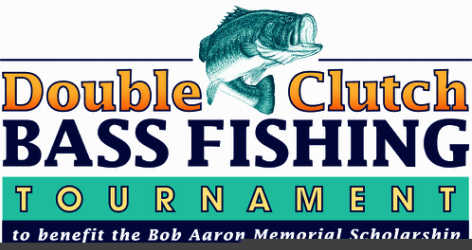 Double Clutch
BASS FISHING
TOURNAMENT
to benefit the Bob Aaron Memorial Scholarship